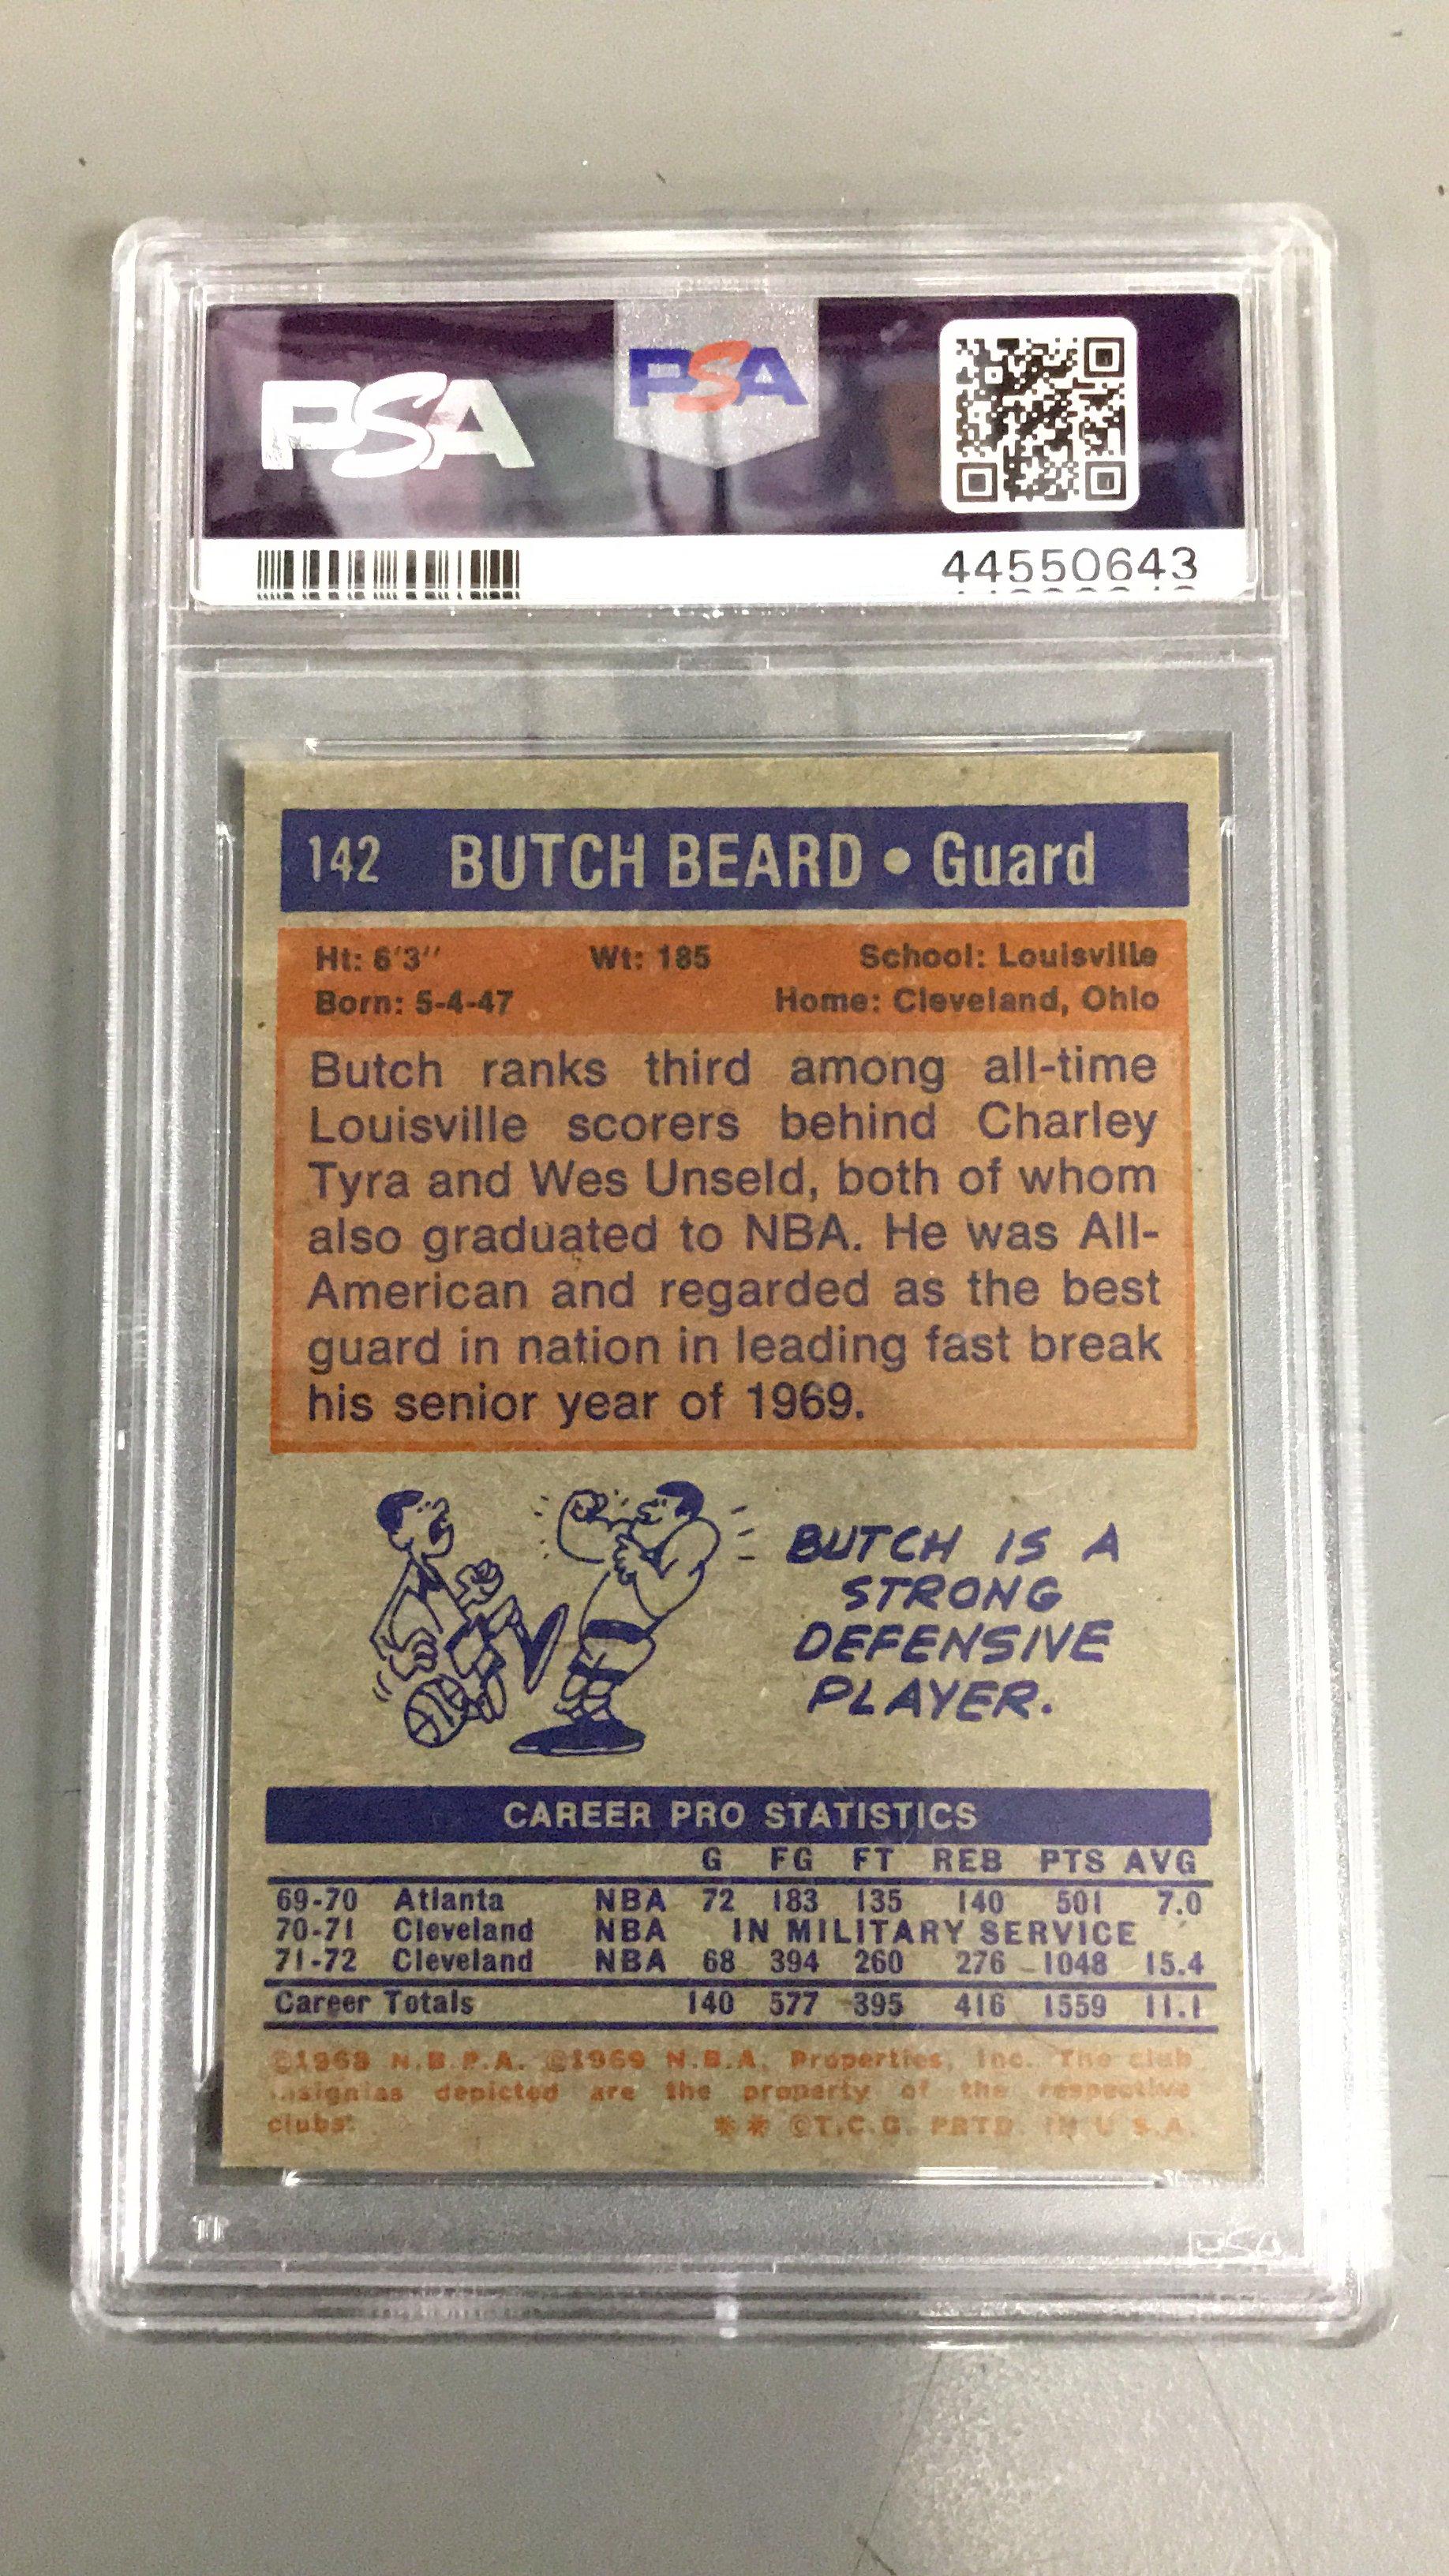 PSA
PSA
44550643
142 BUTCH BEARD • Guard
Ht: 6'3" Wt: 185 School: Louisville
Born: 5-4-47 Home: Cleveland, Ohio
Butch ranks third among all-time
Louisville scorers behind Charley
Tyra and Wes Unseld, both of whom
also graduated to NBA. He was All-
American and regarded as the best
guard in nation in leading fast break
his senior year of 1969.
BUTCH IS A
STRONG
DEFENSIVE
PLAYER.
CAREER PRO STATISTICS
G FG FT REB PTS AVG
69-70 Atlanta NBA 72 183 135 140 501 7.0
70-71 Cleveland NBA IN MILITARY SERVICE
71-72 Cleveland NBA 68 394 260 276 1048 15.4
Career Totals 140 577 395 416 1559 11.1
©1969 N.B.P.A. ©1969 N.B.A. Properties, Inc. The club
insignias depicted are the property of the respective
clubs.
** ©T.C.G. PRTD. IN U.S.A.
PSA